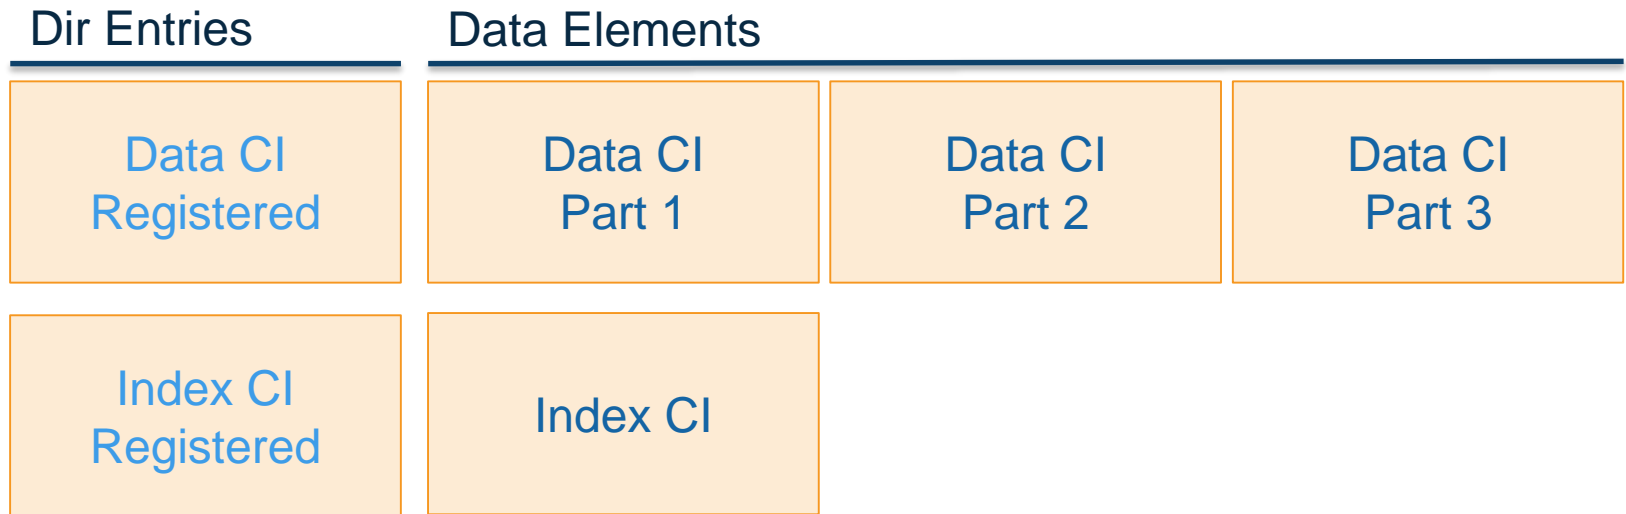 Dir Entries
Data Elements
Data CI
Registered
Data CI
Part 1
Data CI
Part 2
Data CI
Part 3
Index CI
Registered
Index CI